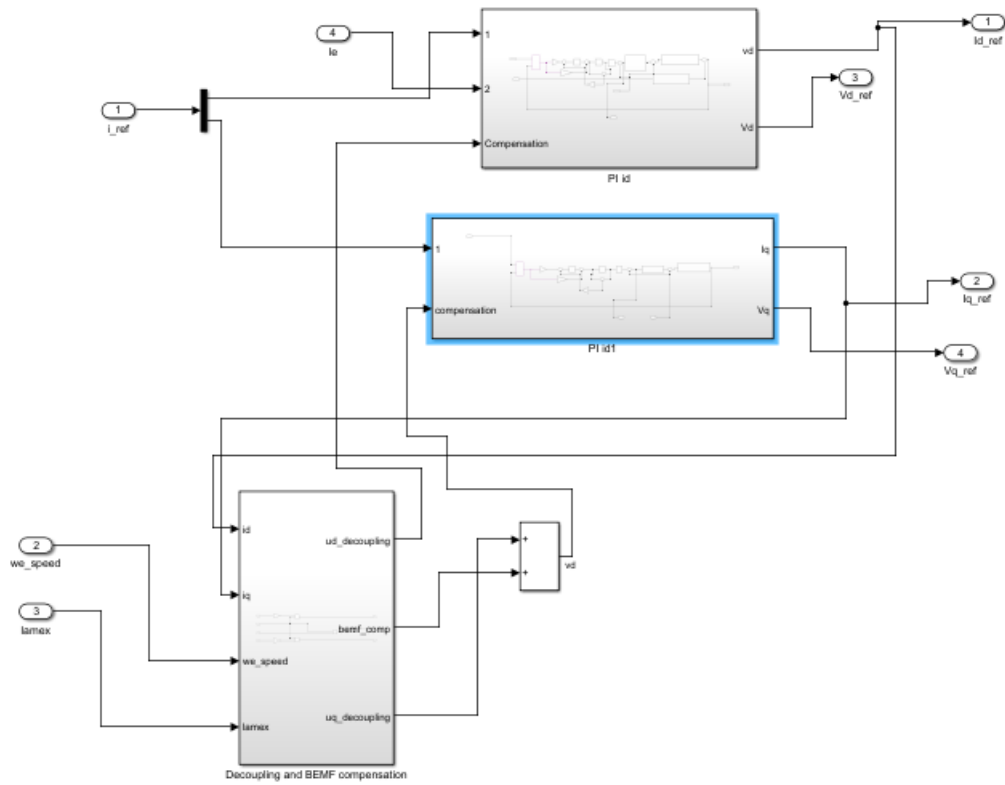 4
Ie
1
i_ref
1
2
Compensation
vd
Vd
PI id
1
Id_ref
3
Vd_ref
1
compensation
Iq
Vq
PI id1
2
Iq_ref
4
Vq_ref
2
we_speed
3
lamex
id
iq
we_speed
lamex
ud_decoupling
bemf_comp
uq_decoupling
Decoupling and BEMF compensation
+
+
vd